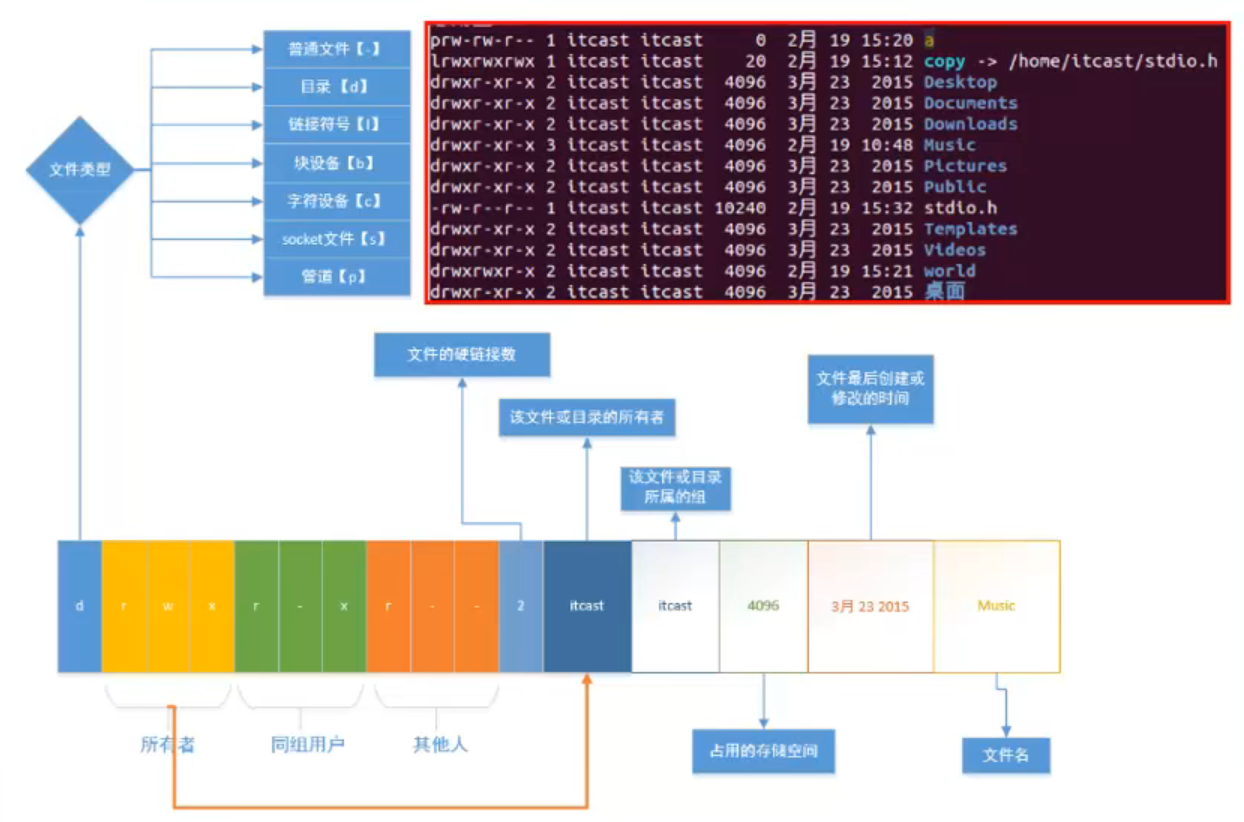 文件类型
普通文件【-】
目录【d】
链接符号【l】
块设备【b】
字符设备【c】
socket文件【s】
管道【p】
prw-rw-r-- 1 itcast itcast 0 2月 19 15:20 a
lrwxrwxrwx 1 itcast itcast 20 2月 19 15:12 copy -> /home/itcast/stdio.h
drwxr-xr-x 2 itcast itcast 4096 3月 23 2015 Desktop
drwxr-xr-x 2 itcast itcast 4096 3月 23 2015 Documents
drwxr-xr-x 2 itcast itcast 4096 3月 23 2015 Downloads
drwxr-xr-x 3 itcast itcast 4096 2月 19 10:48 Music
drwxr-xr-x 2 itcast itcast 4096 3月 23 2015 Pictures
drwxr-xr-x 2 itcast itcast 4096 3月 23 2015 Public
-rw-r--r-- 1 itcast itcast 10240 2月 19 15:32 stdio.h
drwxr-xr-x 2 itcast itcast 4096 3月 23 2015 Templates
drwxr-xr-x 2 itcast itcast 4096 3月 23 2015 Videos
drwxrwxr-x 2 itcast itcast 4096 2月 19 15:21 world
drwxr-xr-x 2 itcast itcast 4096 3月 23 2015 桌面
文件的硬链接数
该文件或目录的所有者
该文件或目录
所属的组
文件最后创建或
修改的时间
d r w x r - x r - - 2 itcast itcast 4096 3月 23 2015 Music
所有者 同组用户 其他人
占用的存储空间
文件名